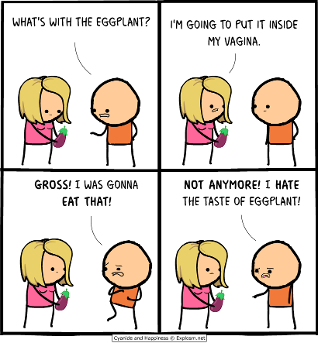 WHAT'S WITH THE EGGPLANT?
I'M GOING TO PUT IT INSIDE
MY VAGINA.
GROSS! I WAS GONNA
EAT THAT!
NOT ANYMORE! I HATE
THE TASTE OF EGGPLANT!
Cyanide and Happiness © Explosm.net